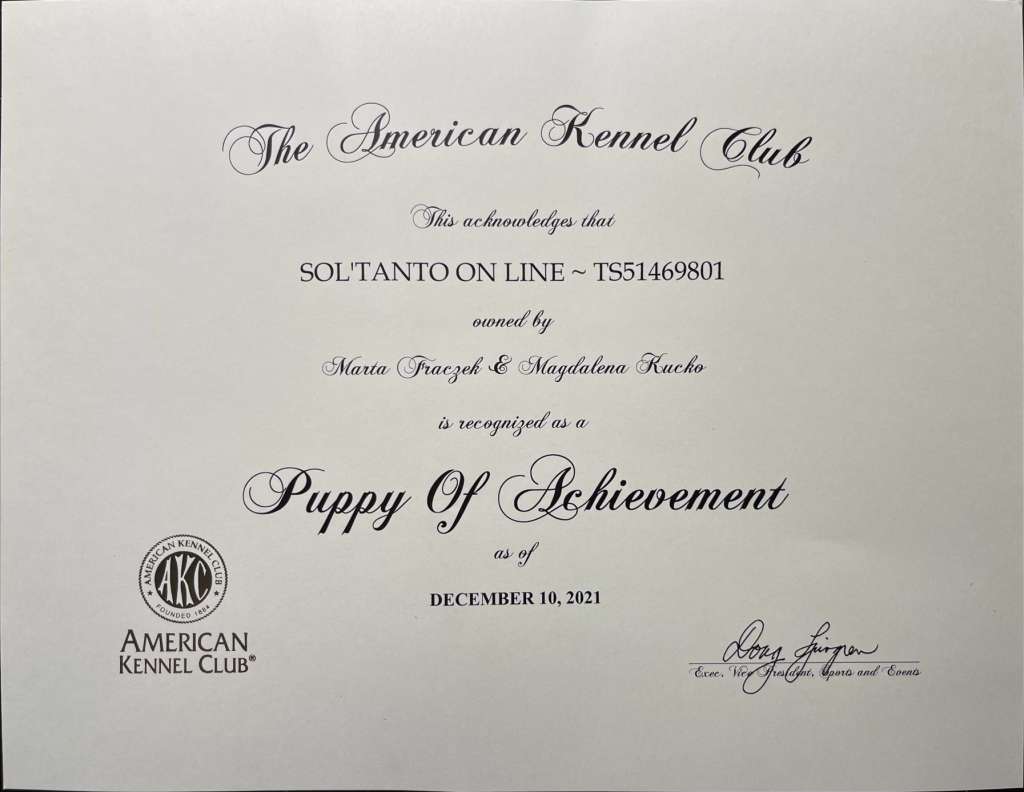 The American Kennel Club
This acknowledges that
SOL'TANTO ON LINE ~ TS51469801
owned by
Marta Fraczek & Magdalena Kucko
is recognized as a
Puppy Of Achievement
as of
DECEMBER 10, 2021
AMERICAN KENNEL CLUB
AKC
FOUNDED 1884
AMERICAN
KENNEL CLUB®
Doug Ljungren
Exec. Vice President, Sports and Events